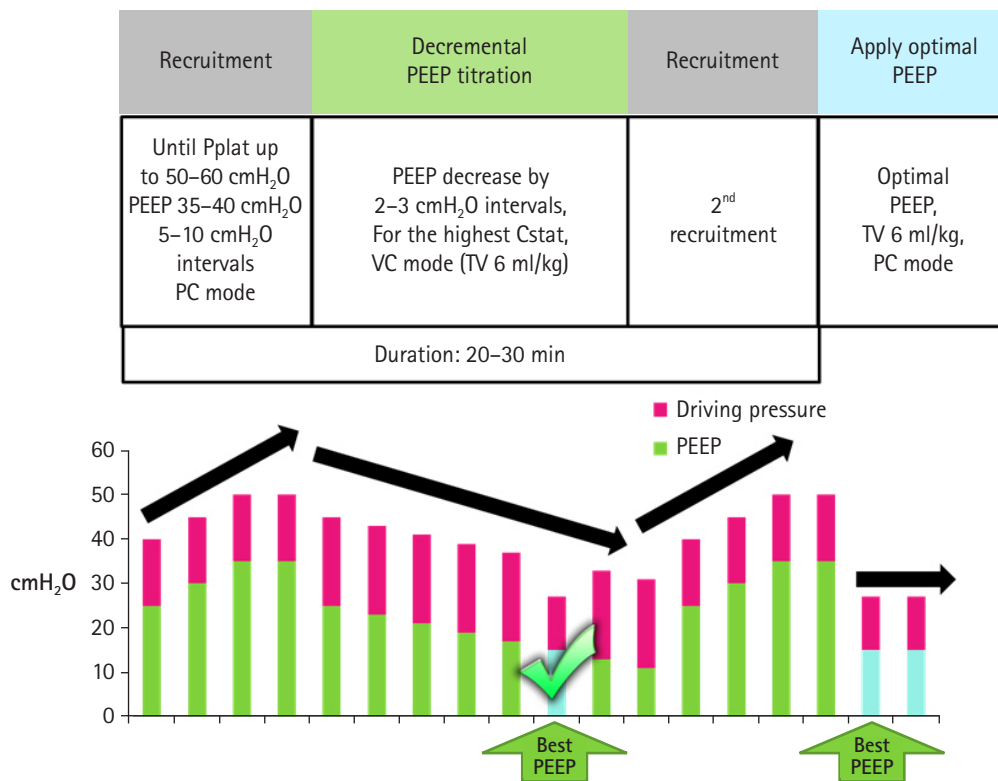 Recruitment
Decremental
PEEP titration
Recruitment
Apply optimal
PEEP
Until Pplat up
to 50–60 cmH₂O
PEEP 35–40 cmH₂O
5–10 cmH₂O
intervals
PC mode
PEEP decrease by
2–3 cmH₂O intervals,
For the highest Cstat,
VC mode (TV 6 ml/kg)
2ⁿᵈ
recruitment
Optimal
PEEP,
TV 6 ml/kg,
PC mode
Duration: 20–30 min
Driving pressure
PEEP
60
50
40
30
20
10
0
cmH₂O
Best
PEEP
Best
PEEP